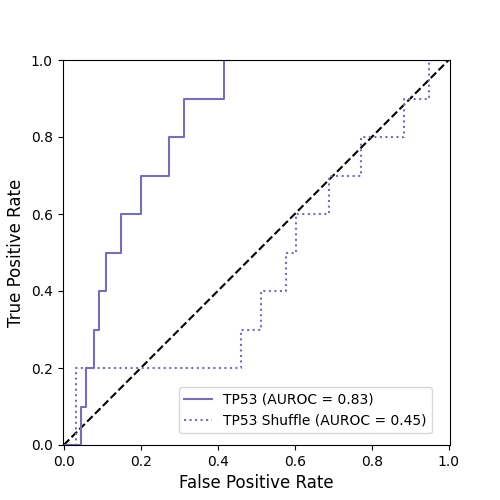 1.0
0.8
0.6
0.4
0.2
0.0
True Positive Rate
TP53 (AUROC = 0.83)
TP53 Shuffle (AUROC = 0.45)
0.0 0.2 0.4 0.6 0.8 1.0
False Positive Rate